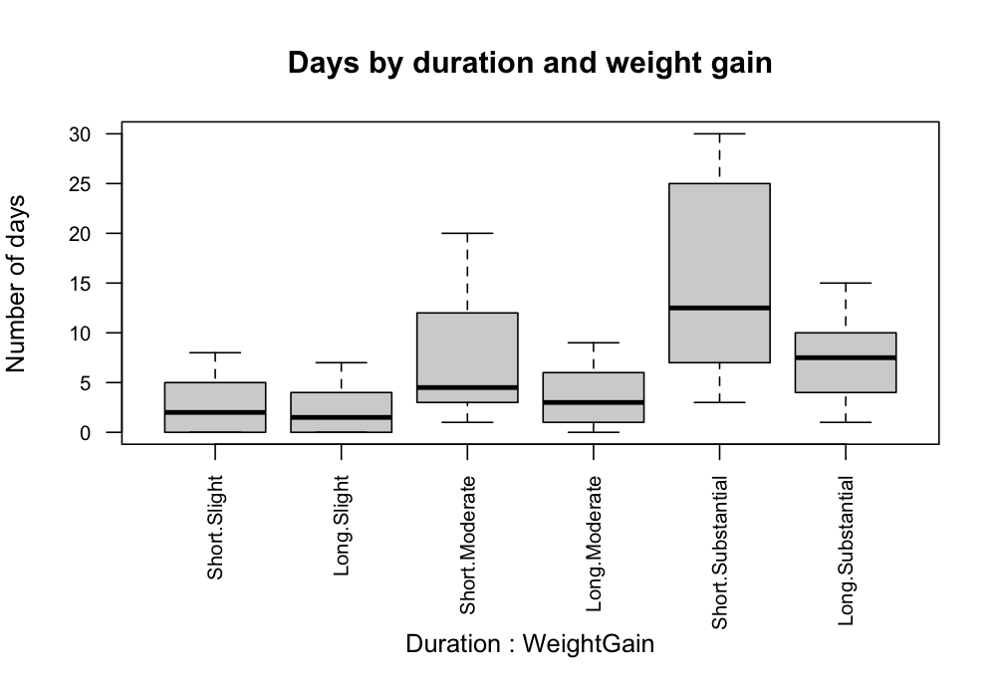 Days by duration and weight gain
Number of days
30
25
20
15
10
5
0
Short.Slight
Long.Slight
Short.Moderate
Long.Moderate
Short.Substantial
Long.Substantial
Duration : WeightGain